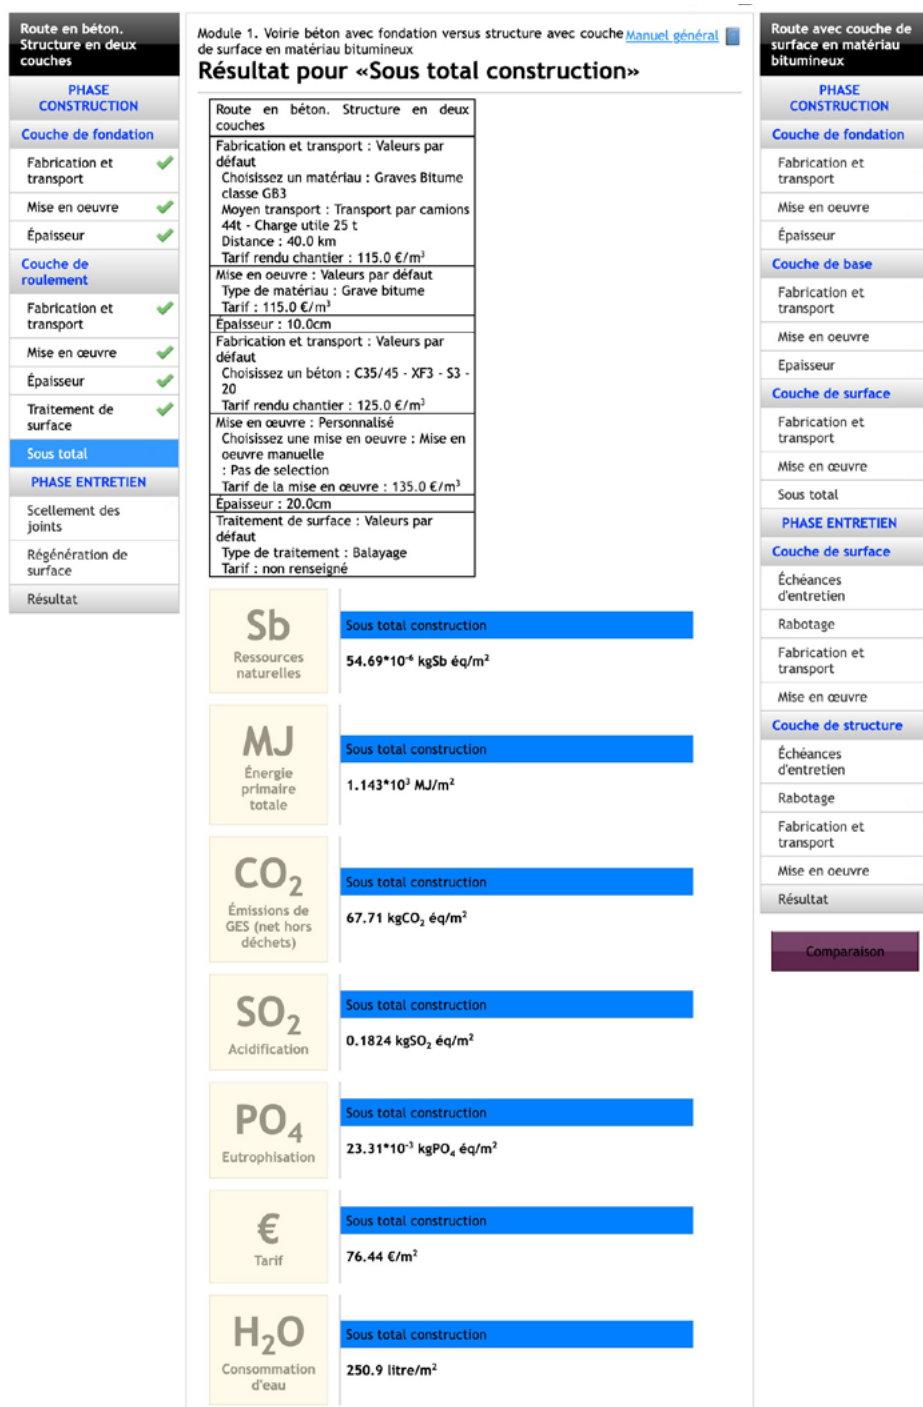 Route en béton.
Structure en deux
couches
PHASE
CONSTRUCTION
Couche de fondation
Fabrication et
transport
Mise en oeuvre
Épaisseur
Couche de
roulement
Fabrication et
transport
Mise en œuvre
Épaisseur
Traitement de
surface
Sous total
PHASE ENTRETIEN
Scellement des
joints
Régénération de
surface
Résultat
Module 1. Voirie béton avec fondation versus structure avec couche Manuel général
de surface en matériau bitumineux
Résultat pour «Sous total construction»
Route en béton. Structure en deux
couches
Fabrication et transport : Valeurs par
défaut
Choisissez un matériau : Graves Bitume
classe GB3
Moyen transport : Transport par camions
44t - Charge utile 25 t
Distance : 40.0 km
Tarif rendu chantier : 115.0 €/m³
Mise en oeuvre : Valeurs par défaut
Type de matériau : Grave bitume
Tarif : 115.0 €/m³
Épaisseur : 10.0cm
Fabrication et transport : Valeurs par
défaut
Choisissez un béton : C35/45 - XF3 - S3 -
20
Tarif rendu chantier : 125.0 €/m³
Mise en œuvre : Personnalisé
Choisissez une mise en oeuvre : Mise en
oeuvre manuelle
: Pas de selection
Tarif de la mise en œuvre : 135.0 €/m³
Épaisseur : 20.0cm
Traitement de surface : Valeurs par
défaut
Type de traitement : Balayage
Tarif : non renseigné
Sb
Ressources
naturelles
Sous total construction
54.69*10⁻⁶ kgSb éq/m²
MJ
Énergie
primaire
totale
Sous total construction
1.143*10³ MJ/m²
CO₂
Émissions de
GES (net hors
déchets)
Sous total construction
67.71 kgCO₂ éq/m²
SO₂
Acidification
Sous total construction
0.1824 kgSO₂ éq/m²
PO₄
Eutrophisation
Sous total construction
23.31*10⁻³ kgPO₄ éq/m²
€
Tarif
Sous total construction
76.44 €/m²
H₂O
Consommation
d'eau
Sous total construction
250.9 litre/m²
Route avec couche de
surface en matériau
bitumineux
PHASE
CONSTRUCTION
Couche de fondation
Fabrication et
transport
Mise en oeuvre
Épaisseur
Couche de base
Fabrication et
transport
Mise en oeuvre
Epaisseur
Couche de surface
Fabrication et
transport
Mise en œuvre
Sous total
PHASE ENTRETIEN
Couche de surface
Échéances
d'entretien
Rabotage
Fabrication et
transport
Mise en œuvre
Couche de structure
Échéances
d'entretien
Rabotage
Fabrication et
transport
Mise en oeuvre
Résultat
Comparaison